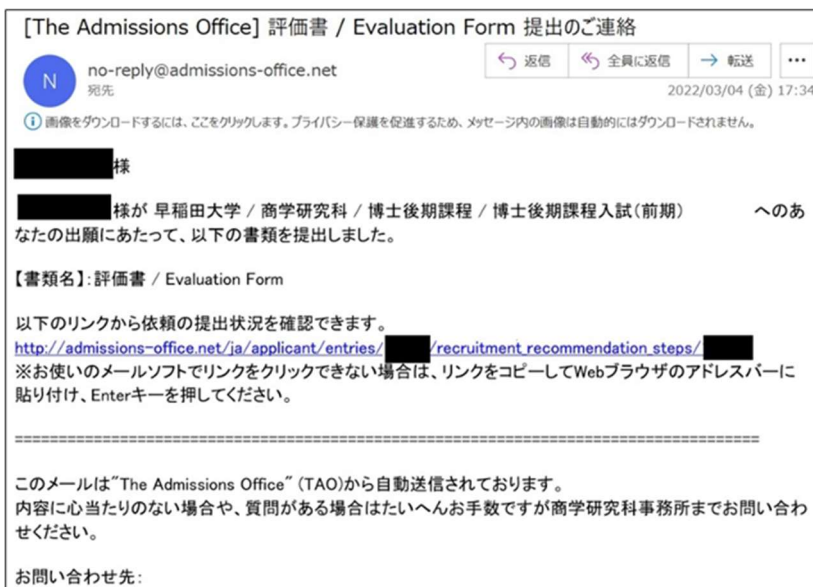 [The Admissions Office] 評価書 / Evaluation Form 提出のご連絡
N
no-reply@admissions-office.net
宛先
返信
全員に返信
転送
...
2022/03/04 (金) 17:34
画像をダウンロードするには、ここをクリックします。プライバシー保護を促進するため、メッセージ内の画像は自動的にはダウンロードされません。
様
様が 早稲田大学 / 商学研究科 / 博士後期課程 / 博士後期課程入試(前期) へのあ
なたの出願にあたって、以下の書類を提出しました。
【書類名】:評価書 / Evaluation Form
以下のリンクから依頼の提出状況を確認できます。
http://admissions-office.net/ja/applicant/entries/ /recruitment_recommendation_steps/
※お使いのメールソフトでリンクをクリックできない場合は、リンクをコピーしてWebブラウザのアドレスバーに
貼り付け、Enterキーを押してください。
=====================================================================================
このメールは"The Admissions Office" (TAO)から自動送信されております。
内容に心当たりのない場合や、質問がある場合はたいへんお手数ですが商学研究科事務所までお問い合わ
せください。
お問い合わせ先: